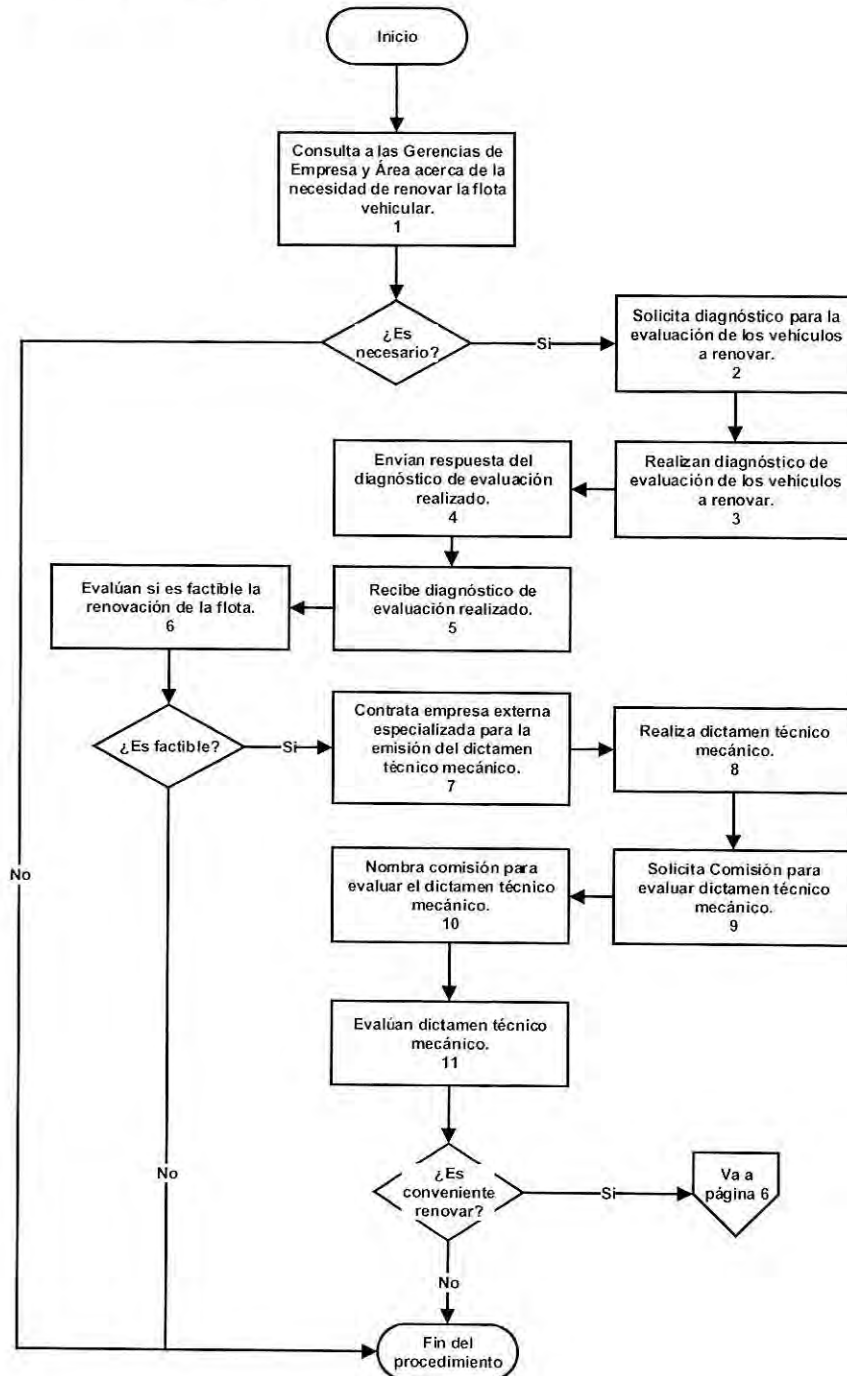 Inicio
Consulta a las Gerencias de
Empresa y Área acerca de la
necesidad de renovar la flota
vehicular.
1
¿Es
necesario?
Si
Solicita diagnóstico para la
evaluación de los vehículos
a renovar.
2
Realizan diagnóstico de
evaluación de los vehículos
a renovar.
3
Envian respuesta del
diagnóstico de evaluación
realizado.
4
Recibe diagnóstico de
evaluación realizado.
5
Evalúan si es factible la
renovación de la flota.
6
¿Es factible?
Si
Contrata empresa externa
especializada para la
emisión del dictamen
técnico mecánico.
7
Realiza dictamen técnico
mecánico.
8
Solicita Comisión para
evaluar dictamen técnico
mecánico.
9
Nombra comisión para
evaluar el dictamen técnico
mecánico.
10
Evalúan dictamen técnico
mecánico.
11
¿Es
conveniente
renovar?
Si
Va a
página 6
No
No
No
Fin del
procedimiento